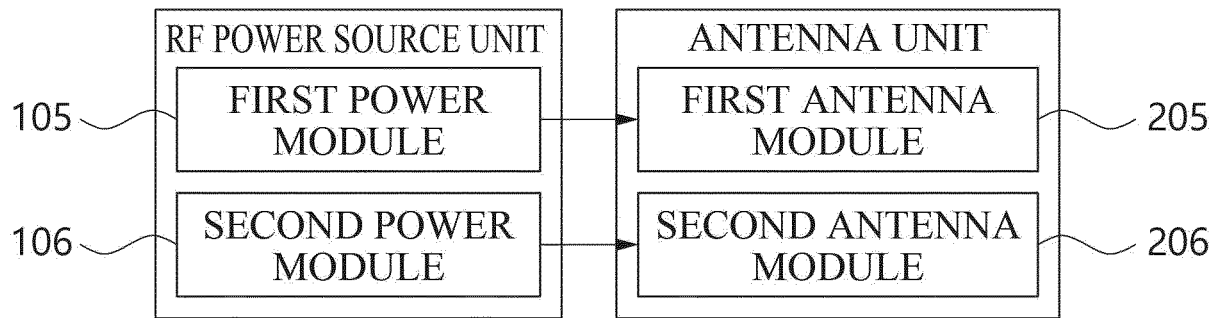 RF POWER SOURCE UNIT
ANTENNA UNIT
105
FIRST POWER
MODULE
FIRST ANTENNA
MODULE
205
106
SECOND POWER
MODULE
SECOND ANTENNA
MODULE
206